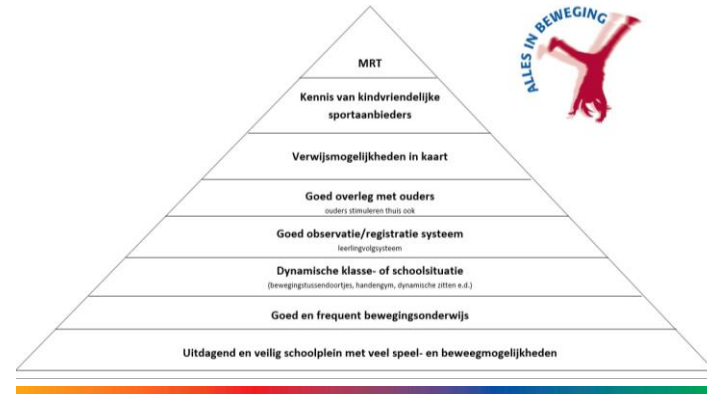 ALLES IN BEWEGING
MRT
Kennis van kindvriendelijke
sportaanbieders
Verwijsmogelijkheden in kaart
Goed overleg met ouders
ouders stimuleren thuis ook
Goed observatie/registratie systeem
leerlingvolgsysteem
Dynamische klasse- of schoolsituatie
(bewegingstussendoortjes, handengym, dynamische zitten e.d.)
Goed en frequent bewegingsonderwijs
Uitdagend en veilig schoolplein met veel speel- en beweegmogelijkheden